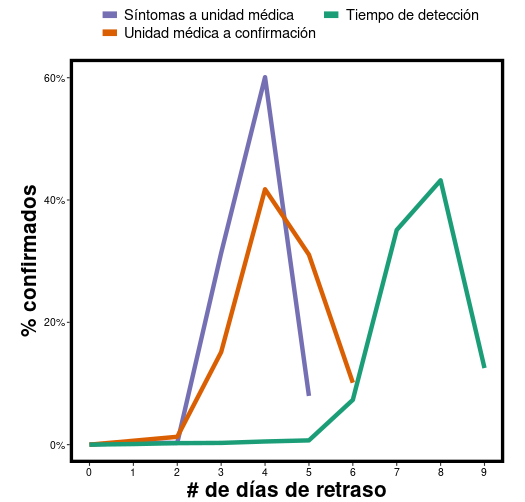 Síntomas a unidad médica
Tiempo de detección
Unidad médica a confirmación
60%
40%
20%
0%
% confirmados
0 1 2 3 4 5 6 7 8 9
# de días de retraso